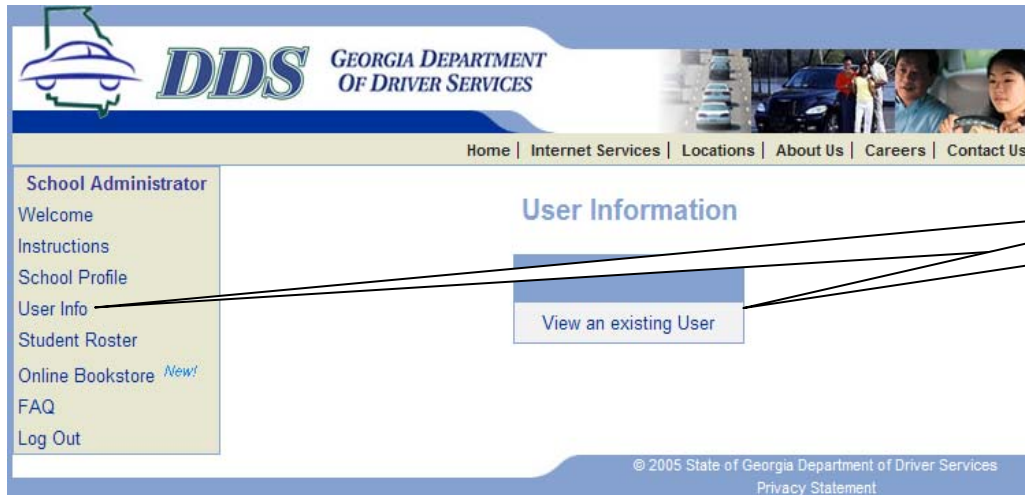 DDS
GEORGIA DEPARTMENT
OF DRIVER SERVICES
Home | Internet Services | Locations | About Us | Careers | Contact Us
School Administrator
Welcome
Instructions
School Profile
User Info
Student Roster
Online Bookstore New!
FAQ
Log Out
User Information
View an existing User
© 2005 State of Georgia Department of Driver Services
Privacy Statement